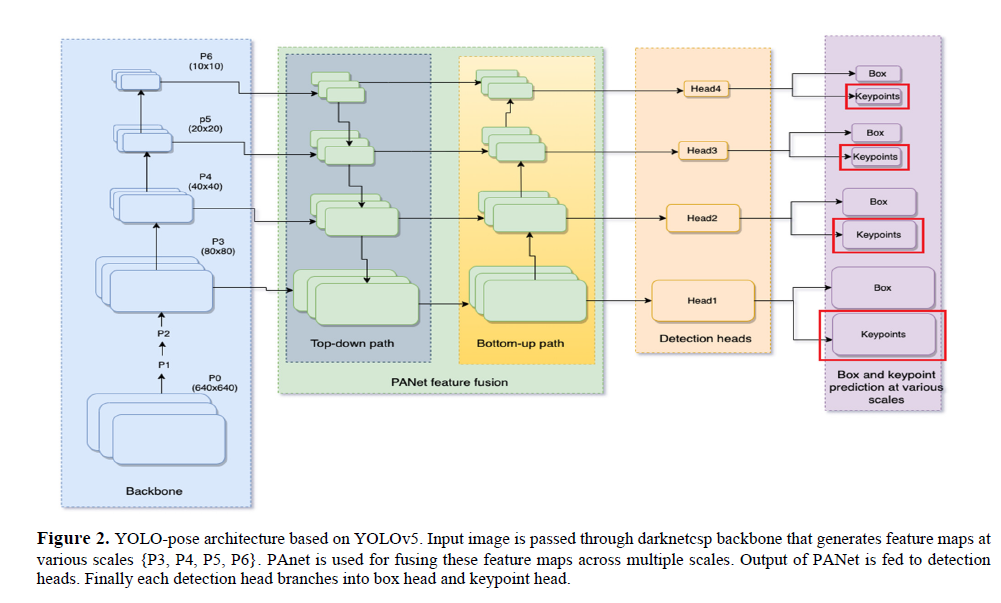 P6
(10x10)
p5
(20x20)
P4
(40x40)
P3
(80x80)
P2
P1
P0
(640x640)
Backbone
Top-down path
Bottom-up path
PANet feature fusion
Head4
Head3
Head2
Head1
Detection heads
Box
Keypoints
Box
Keypoints
Box
Keypoints
Box
Keypoints
Box and keypoint
prediction at various
scales
Figure 2. YOLO-pose architecture based on YOLOv5. Input image is passed through darknetcsp backbone that generates feature maps at
various scales {P3, P4, P5, P6}. PAnet is used for fusing these feature maps across multiple scales. Output of PANet is fed to detection
heads. Finally each detection head branches into box head and keypoint head.